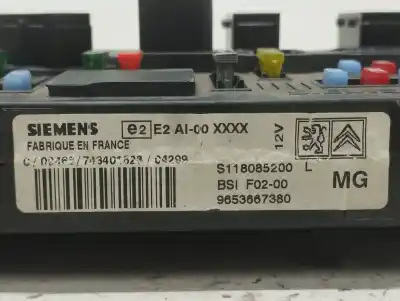 SIEMENS e2 E2 AI-00 XXXX
FABRIQUE EN FRANCE
12V
S118085200 L
BSI F02-00
9653667380
MG